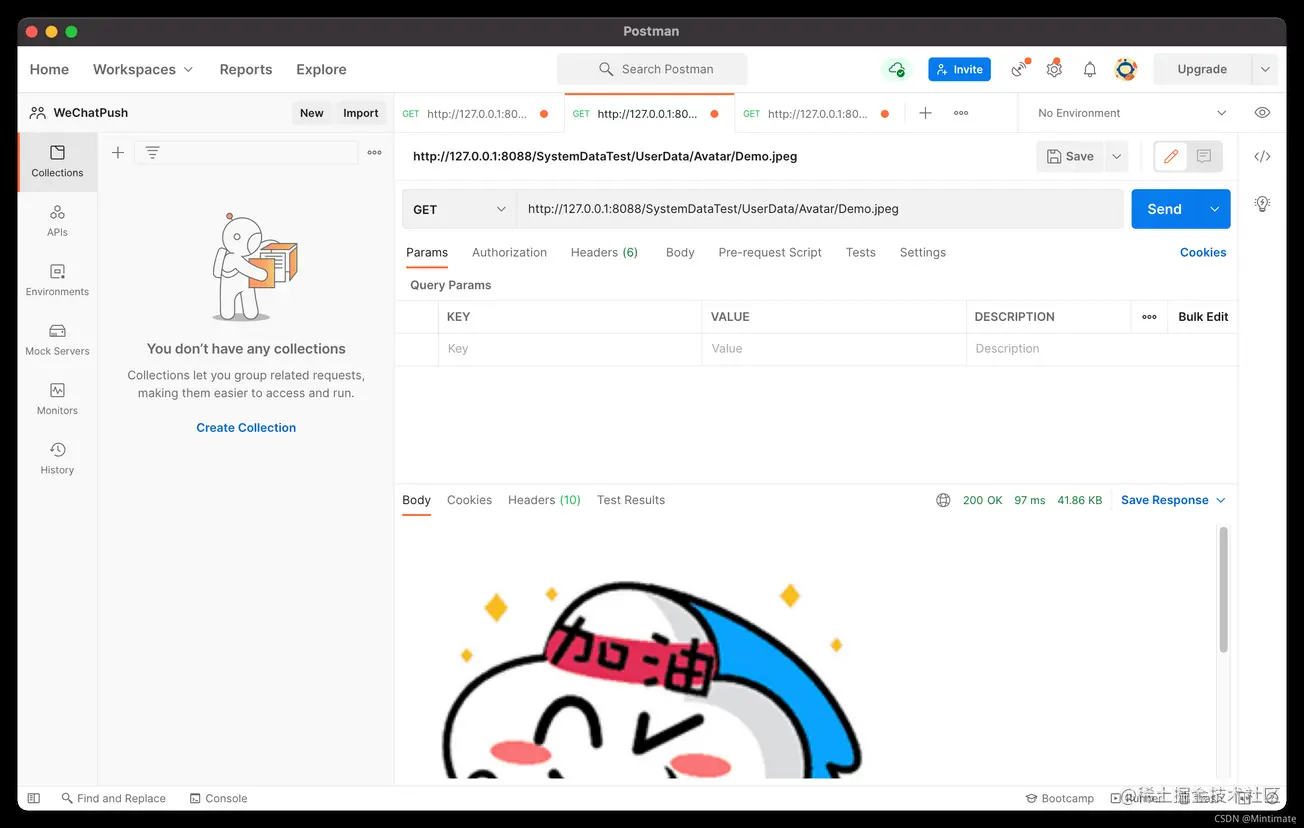 Postman
Home Workspaces Reports Explore Search Postman Invite Upgrade
WeChatPush New Import GET http://127.0.0.1:80... GET http://127.0.0.1:80... GET http://127.0.0.1:80... No Environment
Collections
APIs
Environments
Mock Servers
Monitors
History
You don’t have any collections
Collections let you group related requests,
making them easier to access and run.
Create Collection
http://127.0.0.1:8088/SystemDataTest/UserData/Avatar/Demo.jpeg Save
GET http://127.0.0.1:8088/SystemDataTest/UserData/Avatar/Demo.jpeg Send
Params Authorization Headers (6) Body Pre-request Script Tests Settings Cookies
Query Params
KEY VALUE DESCRIPTION Bulk Edit
Key Value Description
Body Cookies Headers (10) Test Results 200 OK 97 ms 41.86 KB Save Response
加油
Find and Replace Console Bootcamp Runner
@稀土掘金技术社区
CSDN @Mintimate